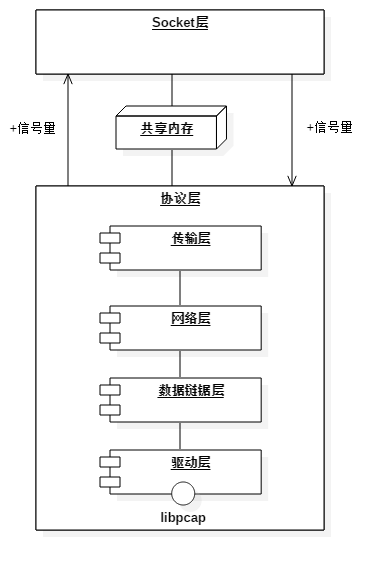 Socket层
+信号量
共享内存
+信号量
协议层
传输层
网络层
数据链锯层
驱动层
libpcap